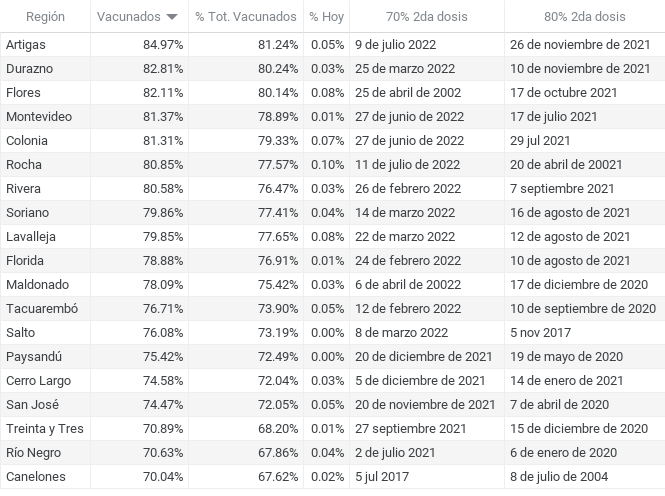 Región Vacunados % Tot. Vacunados % Hoy 70% 2da dosis 80% 2da dosis
Artigas 84.97% 81.24% 0.05% 9 de julio 2022 26 de noviembre de 2021
Durazno 82.81% 80.24% 0.03% 25 de marzo 2022 10 de noviembre de 2021
Flores 82.11% 80.14% 0.08% 25 de abril de 2002 17 de octubre 2021
Montevideo 81.37% 78.89% 0.01% 27 de junio de 2022 17 de julio 2021
Colonia 81.31% 79.33% 0.07% 27 de junio de 2022 29 jul 2021
Rocha 80.85% 77.57% 0.10% 11 de julio de 2022 20 de abril de 20021
Rivera 80.58% 76.47% 0.03% 26 de febrero 2022 7 septiembre 2021
Soriano 79.86% 77.41% 0.04% 14 de marzo 2022 16 de agosto de 2021
Lavalleja 79.85% 77.65% 0.08% 22 de marzo 2022 12 de agosto de 2021
Florida 78.88% 76.91% 0.01% 24 de febrero 2022 10 de agosto de 2021
Maldonado 78.09% 75.42% 0.03% 6 de abril de 20022 17 de diciembre de 2020
Tacuarembó 76.71% 73.90% 0.05% 12 de febrero 2022 10 de septiembre de 2020
Salto 76.08% 73.19% 0.00% 8 de marzo 2022 5 nov 2017
Paysandú 75.42% 72.49% 0.00% 20 de diciembre de 2021 19 de mayo de 2020
Cerro Largo 74.58% 72.04% 0.03% 5 de diciembre de 2021 14 de enero de 2021
San José 74.47% 72.05% 0.05% 20 de noviembre de 2021 7 de abril de 2020
Treinta y Tres 70.89% 68.20% 0.01% 27 septiembre 2021 15 de diciembre de 2020
Río Negro 70.63% 67.86% 0.04% 2 de julio 2021 6 de enero de 2020
Canelones 70.04% 67.62% 0.02% 5 jul 2017 8 de julio de 2004